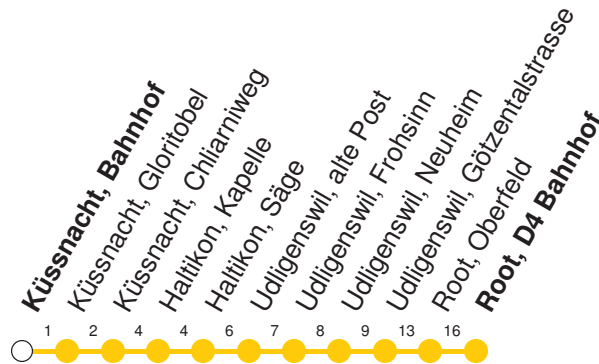 Küssnacht, Bahnhof
Küssnacht, Gloritobel
Küssnacht, Chliarniweg
Haltikon, Kapelle
Haltikon, Säge
Udligenswil, alte Post
Udligenswil, Frohsinn
Udligenswil, Neuheim
Udligenswil, Götzentalstrasse
Root, Oberfeld
Root, D4 Bahnhof
1 2 4 4 6 7 8 9 13 16